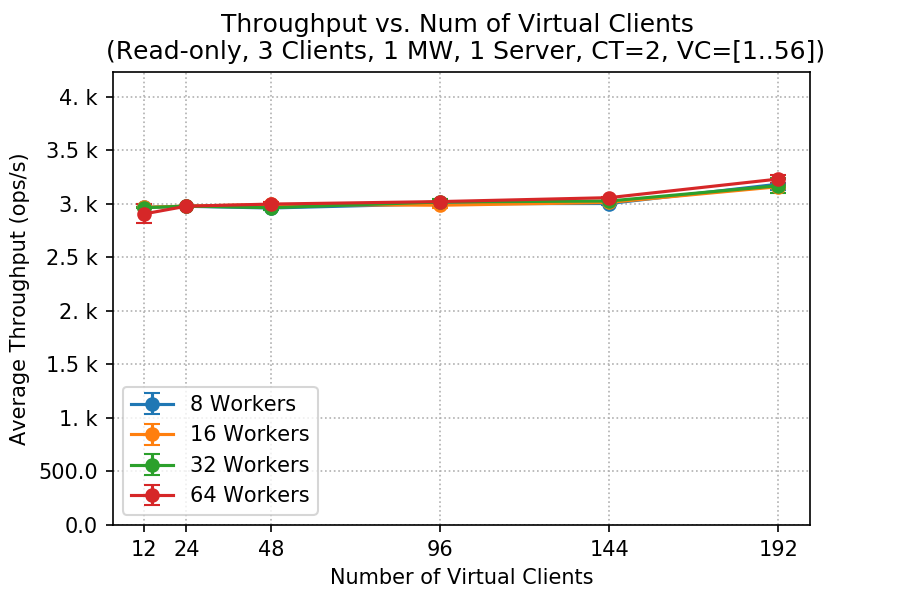 Throughput vs. Num of Virtual Clients
(Read-only, 3 Clients, 1 MW, 1 Server, CT=2, VC=[1..56])
Average Throughput (ops/s)
4. k
3.5 k
3. k
2.5 k
2. k
1.5 k
1. k
500.0
0.0
8 Workers
16 Workers
32 Workers
64 Workers
12 24 48 96 144 192
Number of Virtual Clients